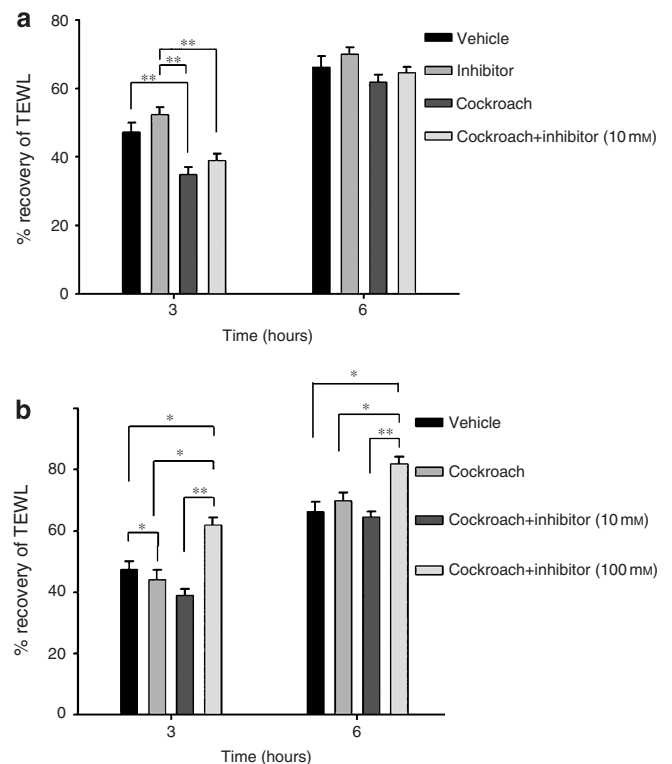 a
80
60
40
20
0
% recovery of TEWL
**
**
**
**
3
6
Time (hours)
Vehicle
Inhibitor
Cockroach
Cockroach+inhibitor (10 mM)
b
80
60
40
20
0
% recovery of TEWL
*
*
**
*
*
*
**
3
6
Time (hours)
Vehicle
Cockroach
Cockroach+inhibitor (10 mM)
Cockroach+inhibitor (100 mM)